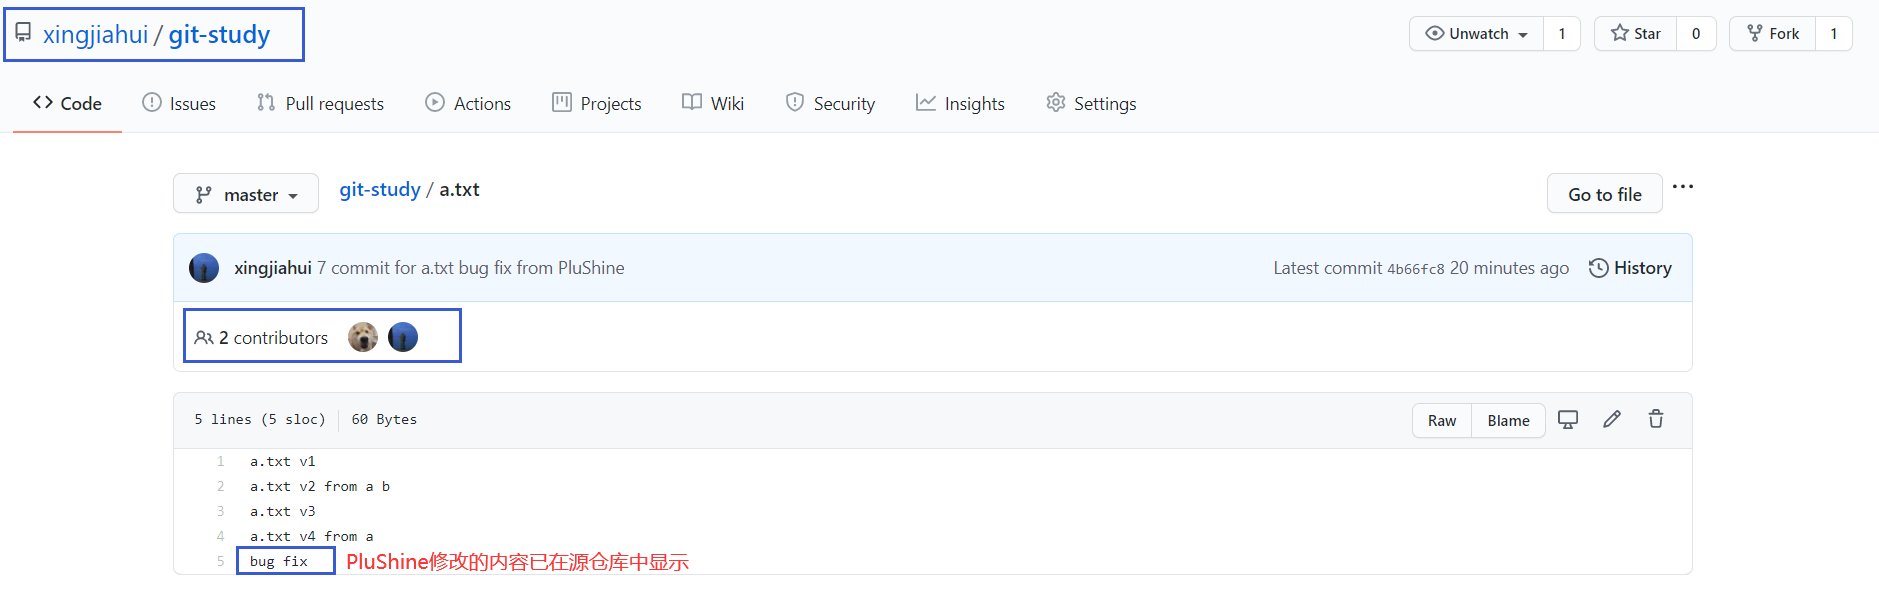 xingjiahui / git-study
Unwatch 1
Star 0
Fork 1
Code
Issues
Pull requests
Actions
Projects
Wiki
Security
Insights
Settings
master
git-study / a.txt
Go to file
xingjiahui 7 commit for a.txt bug fix from PluShine
Latest commit 4b66fc8 20 minutes ago
History
2 contributors
5 lines (5 sloc)
60 Bytes
Raw
Blame
1 a.txt v1
2 a.txt v2 from a b
3 a.txt v3
4 a.txt v4 from a
5 bug fix
PluShine修改的内容已在源仓库中显示